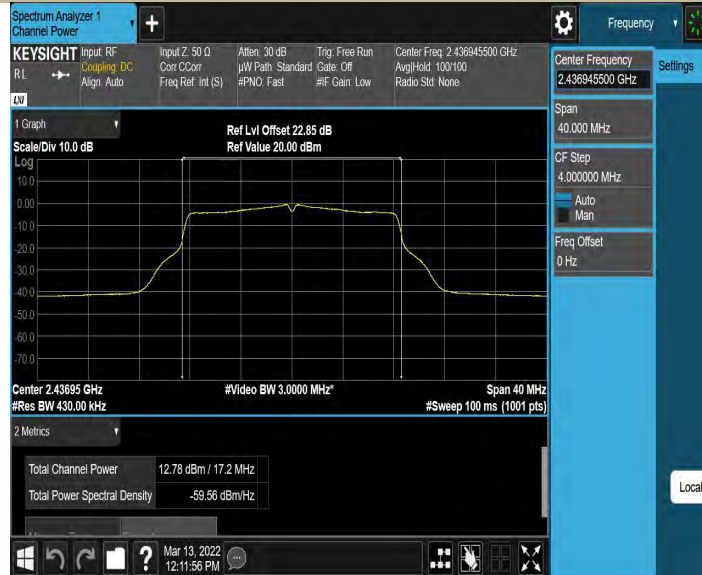 Spectrum Analyzer 1
Channel Power
Frequency
KEYSIGHT
Input: RF
Coupling: DC
Align: Auto
Input Z: 50 Ω
Corr CCorr
Freq Ref: Int (S)
Atten: 30 dB
µW Path: Standard
#PNO: Fast
Trig: Free Run
Gate: Off
#IF Gain: Low
Center Freq: 2.436945500 GHz
Avg|Hold: 100/100
Radio Std: None
R L
LXI
Center Frequency
2.436945500 GHz
Settings
Span
40.000 MHz
CF Step
4.000000 MHz
Auto
Man
Freq Offset
0 Hz
1 Graph
Scale/Div 10.0 dB
Ref Lvl Offset 22.85 dB
Ref Value 20.00 dBm
Log
10.0
0.00
-10.0
-20.0
-30.0
-40.0
-50.0
-60.0
-70.0
Center 2.43695 GHz
#Res BW 430.00 kHz
#Video BW 3.0000 MHz*
Span 40 MHz
#Sweep 100 ms (1001 pts)
2 Metrics
Total Channel Power 12.78 dBm / 17.2 MHz
Total Power Spectral Density -59.56 dBm/Hz
Local
?
Mar 13, 2022
12:11:56 PM